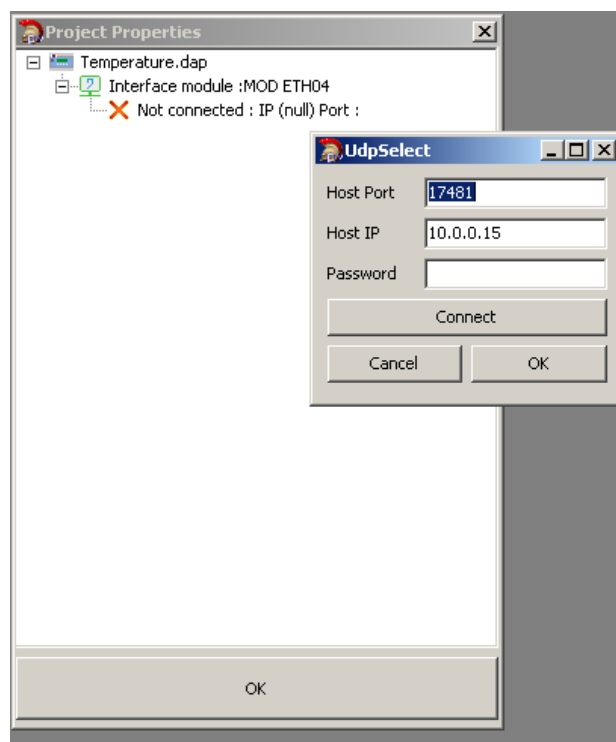 Project Properties
Temperature.dap
Interface module :MOD ETH04
Not connected : IP (null) Port :
UdpSelect
Host Port 17481
Host IP 10.0.0.15
Password
Connect
Cancel OK
OK